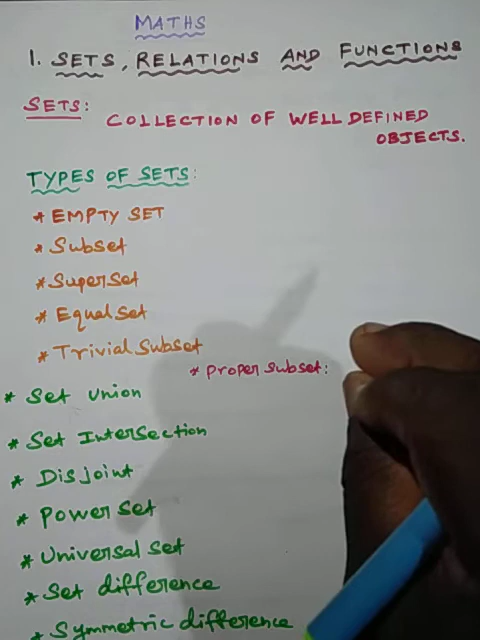 MATHS
1. SETS, RELATIONS AND FUNCTIONS
SETS: COLLECTION OF WELL DEFINED
OBJECTS.
TYPES OF SETS:
* EMPTY SET
* Subset
* Superset
* Equal set
* Trivial subset
* Proper subset:
* Set union
* Set Intersection
* Disjoint
* Power set
* Universal set
* Set difference
* Symmetric difference